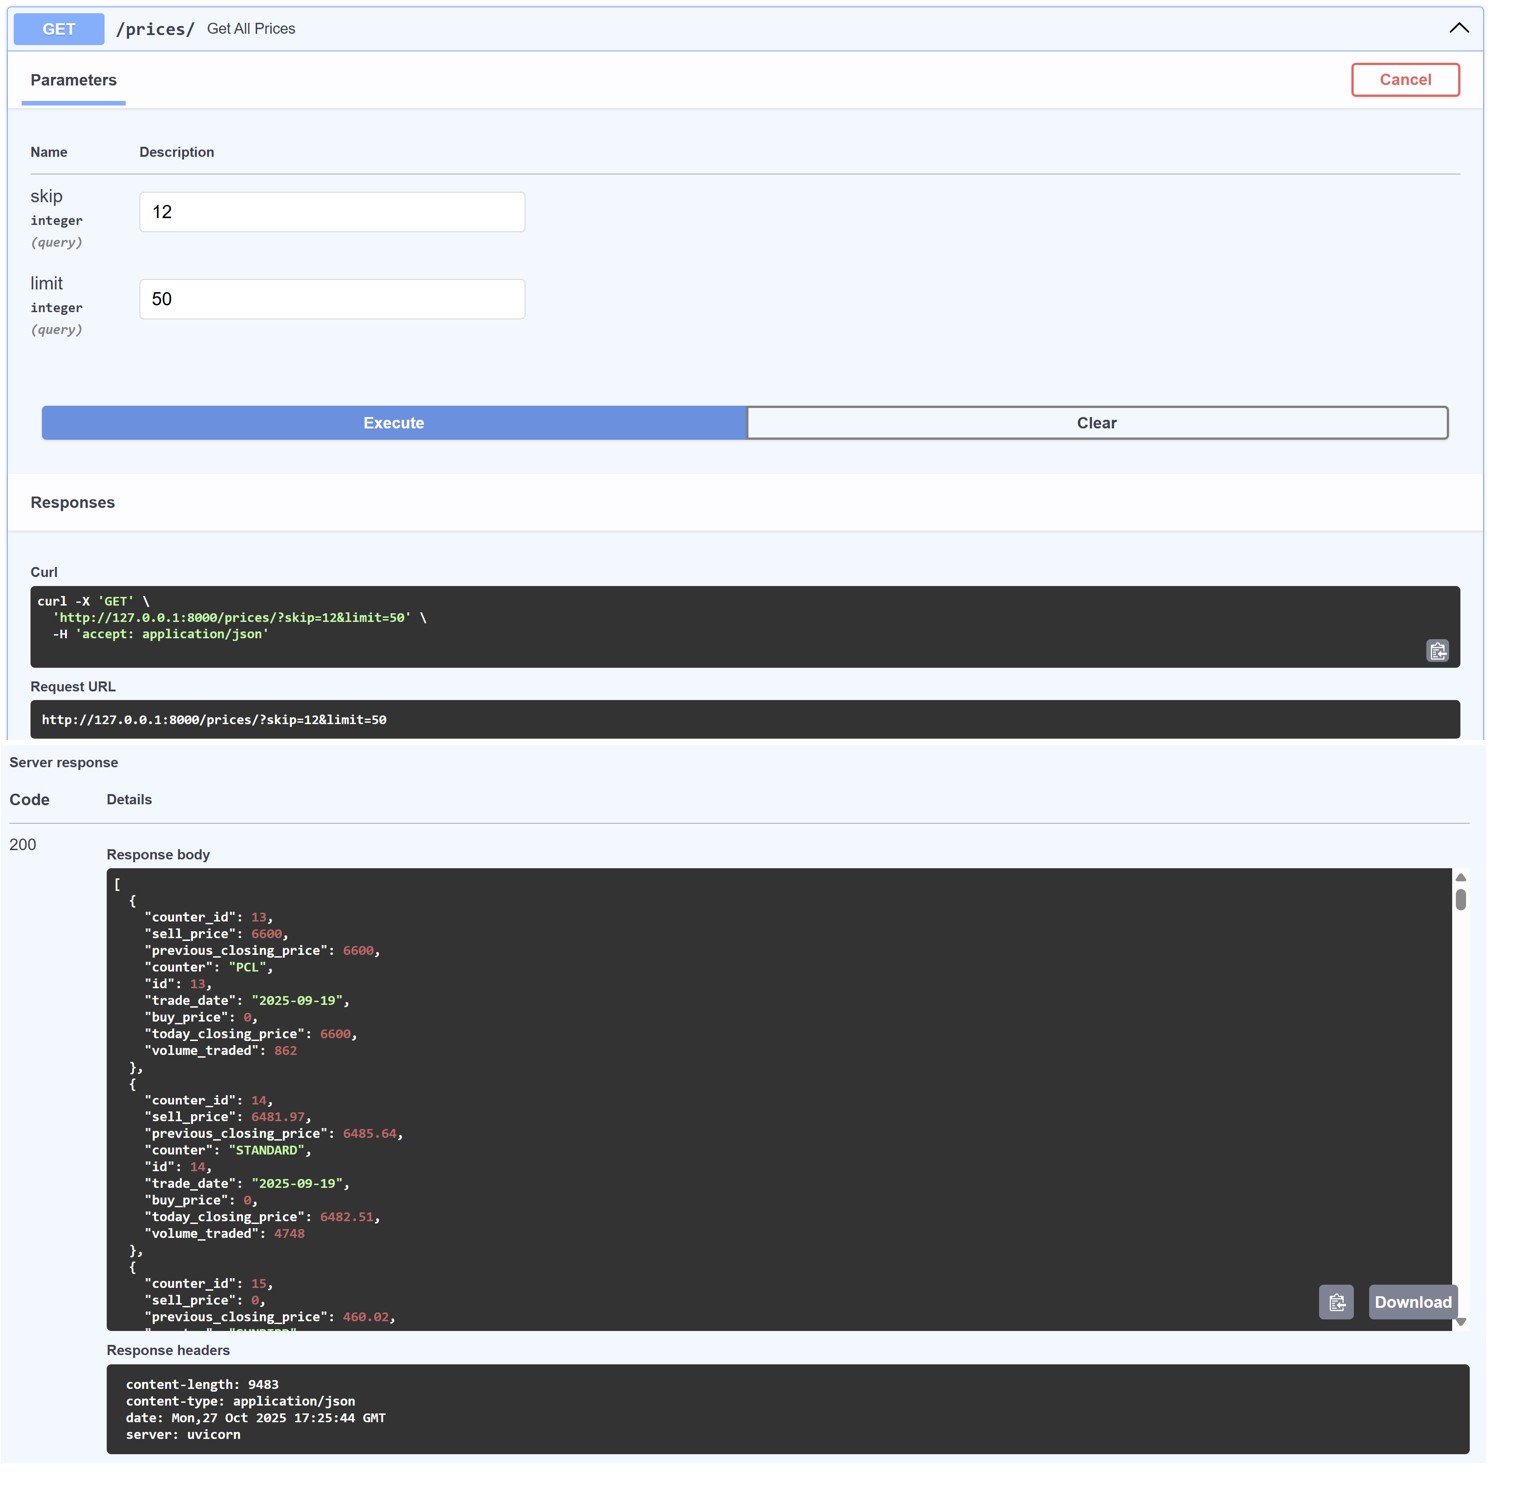 GET /prices/ Get All Prices
Parameters
Cancel
Name Description
skip
integer
(query)
12
limit
integer
(query)
50
Execute Clear
Responses
Curl
curl -X 'GET' \
  'http://127.0.0.1:8000/prices/?skip=12&limit=50' \
  -H 'accept: application/json'
Request URL
http://127.0.0.1:8000/prices/?skip=12&limit=50
Server response
Code Details
200
Response body
[
  {
    "counter_id": 13,
    "sell_price": 6600,
    "previous_closing_price": 6600,
    "counter": "PCL",
    "id": 13,
    "trade_date": "2025-09-19",
    "buy_price": 0,
    "today_closing_price": 6600,
    "volume_traded": 862
  },
  {
    "counter_id": 14,
    "sell_price": 6481.97,
    "previous_closing_price": 6485.64,
    "counter": "STANDARD",
    "id": 14,
    "trade_date": "2025-09-19",
    "buy_price": 0,
    "today_closing_price": 6482.51,
    "volume_traded": 4748
  },
  {
    "counter_id": 15,
    "sell_price": 0,
    "previous_closing_price": 460.02,
Download
Response headers
content-length: 9483
content-type: application/json
date: Mon,27 Oct 2025 17:25:44 GMT
server: uvicorn